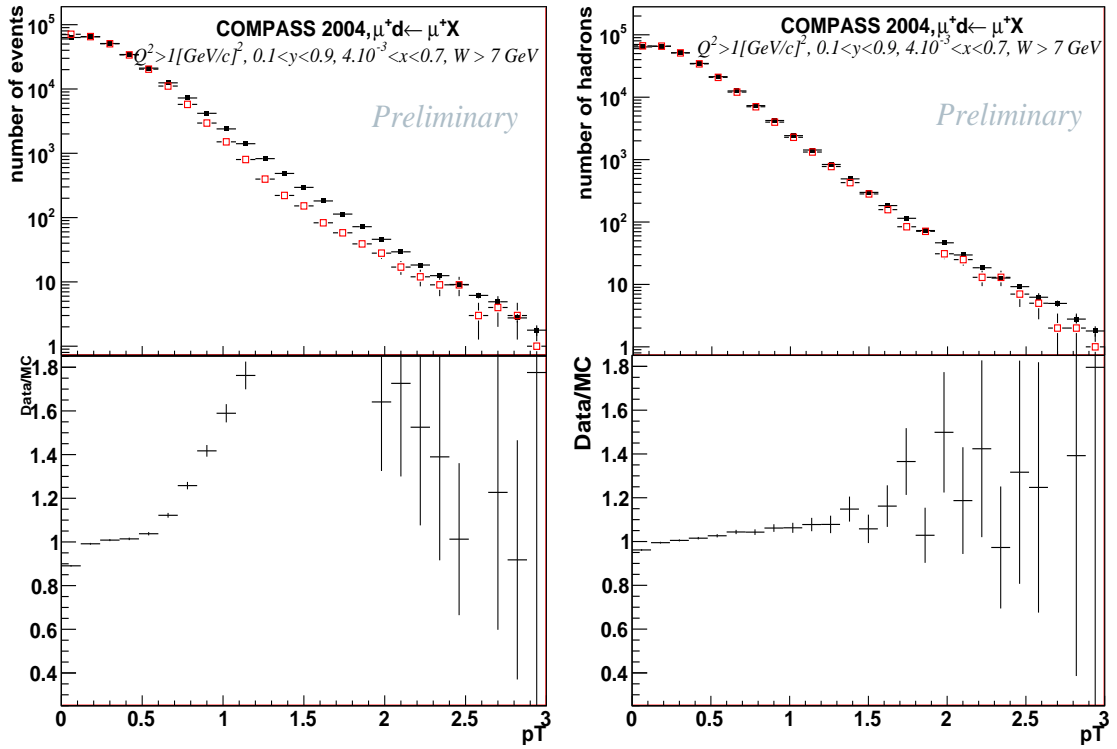 COMPASS 2004, μ⁺d← μ⁺X
Q²>1[GeV/c]², 0.1<y<0.9, 4.10⁻³<x<0.7, W > 7 GeV
Preliminary
number of events
10⁵
10⁴
10³
10²
10
1
Data/MC
1.8
1.6
1.4
1.2
1
0.8
0.6
0.4
0 0.5 1 1.5 2 2.5 3
pT
COMPASS 2004, μ⁺d← μ⁺X
Q²>1[GeV/c]², 0.1<y<0.9, 4.10⁻³<x<0.7, W > 7 GeV
Preliminary
number of hadrons
10⁵
10⁴
10³
10²
10
1
Data/MC
1.8
1.6
1.4
1.2
1
0.8
0.6
0.4
0 0.5 1 1.5 2 2.5 3
pT